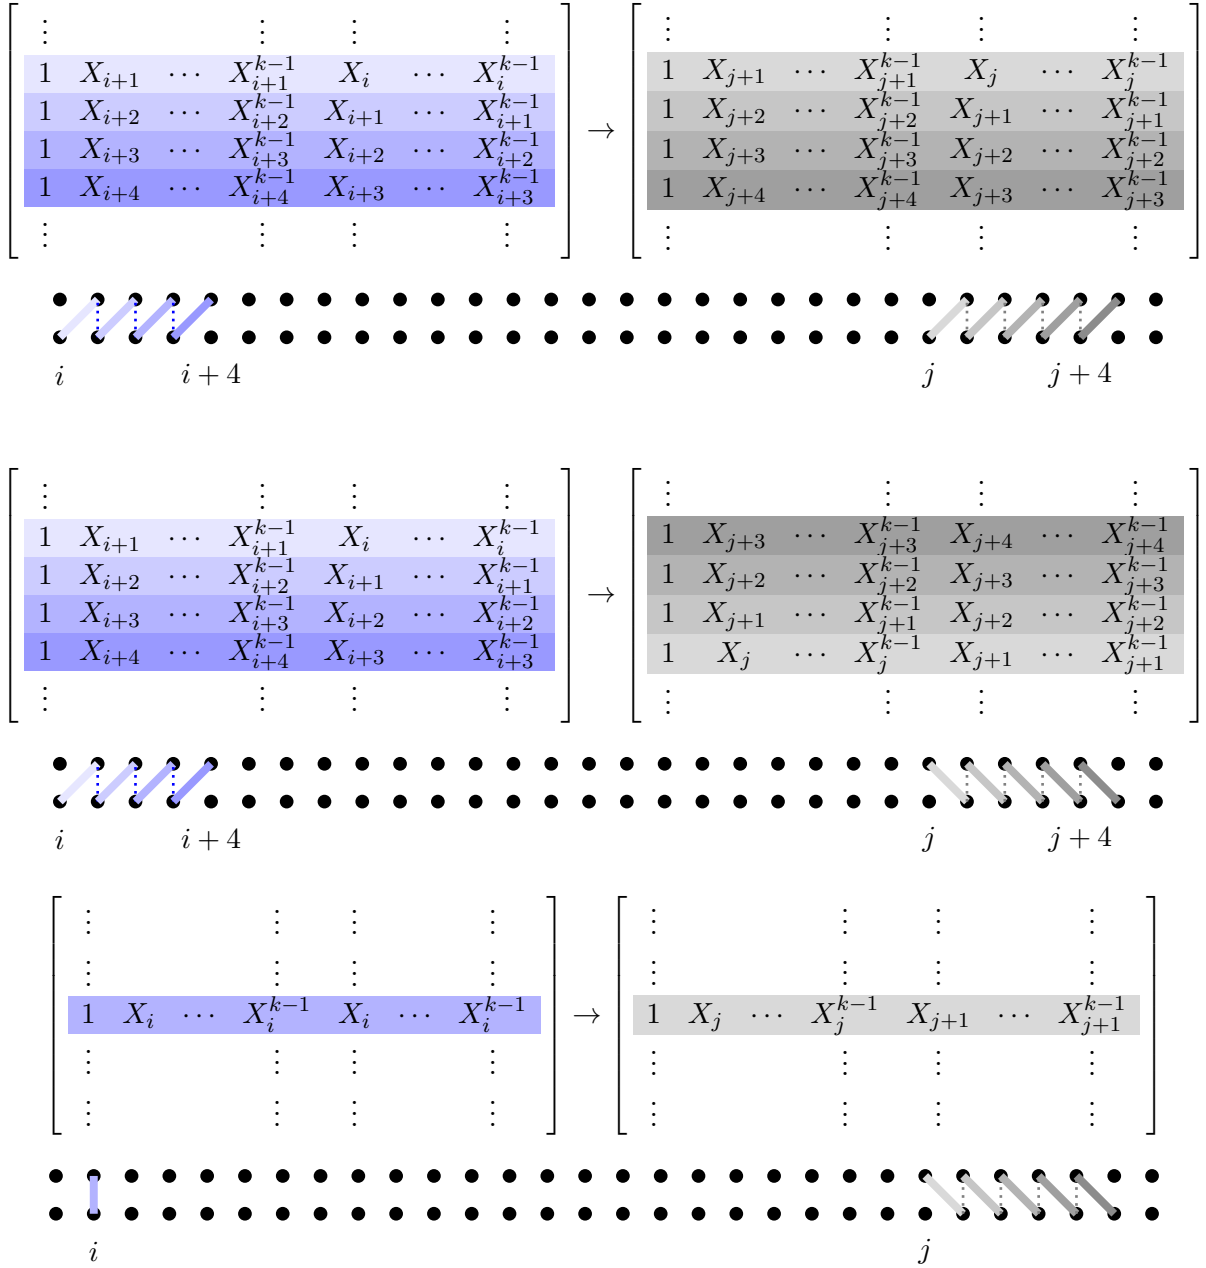 ⋮ ⋮ ⋮ ⋮ ⋮ ⋮ ⋮ ⋮
1 X_{i+1} ⋯ X_{i+1}^{k-1} X_i ⋯ X_i^{k-1} 1 X_{j+1} ⋯ X_{j+1}^{k-1} X_j ⋯ X_j^{k-1}
1 X_{i+2} ⋯ X_{i+2}^{k-1} X_{i+1} ⋯ X_{i+1}^{k-1} → 1 X_{j+2} ⋯ X_{j+2}^{k-1} X_{j+1} ⋯ X_{j+1}^{k-1}
1 X_{i+3} ⋯ X_{i+3}^{k-1} X_{i+2} ⋯ X_{i+2}^{k-1} 1 X_{j+3} ⋯ X_{j+3}^{k-1} X_{j+2} ⋯ X_{j+2}^{k-1}
1 X_{i+4} ⋯ X_{i+4}^{k-1} X_{i+3} ⋯ X_{i+3}^{k-1} 1 X_{j+4} ⋯ X_{j+4}^{k-1} X_{j+3} ⋯ X_{j+3}^{k-1}
⋮ ⋮ ⋮ ⋮ ⋮ ⋮ ⋮ ⋮
i i + 4 j j + 4
⋮ ⋮ ⋮ ⋮ ⋮ ⋮ ⋮ ⋮
1 X_{i+1} ⋯ X_{i+1}^{k-1} X_i ⋯ X_i^{k-1} 1 X_{j+3} ⋯ X_{j+3}^{k-1} X_{j+4} ⋯ X_{j+4}^{k-1}
1 X_{i+2} ⋯ X_{i+2}^{k-1} X_{i+1} ⋯ X_{i+1}^{k-1} → 1 X_{j+2} ⋯ X_{j+2}^{k-1} X_{j+3} ⋯ X_{j+3}^{k-1}
1 X_{i+3} ⋯ X_{i+3}^{k-1} X_{i+2} ⋯ X_{i+2}^{k-1} 1 X_{j+1} ⋯ X_{j+1}^{k-1} X_{j+2} ⋯ X_{j+2}^{k-1}
1 X_{i+4} ⋯ X_{i+4}^{k-1} X_{i+3} ⋯ X_{i+3}^{k-1} 1 X_j ⋯ X_j^{k-1} X_{j+1} ⋯ X_{j+1}^{k-1}
⋮ ⋮ ⋮ ⋮ ⋮ ⋮ ⋮ ⋮
i i + 4 j j + 4
⋮ ⋮ ⋮ ⋮ ⋮ ⋮ ⋮ ⋮
⋮ ⋮ ⋮ ⋮ ⋮ ⋮ ⋮ ⋮
1 X_i ⋯ X_i^{k-1} X_i ⋯ X_i^{k-1} → 1 X_j ⋯ X_j^{k-1} X_{j+1} ⋯ X_{j+1}^{k-1}
⋮ ⋮ ⋮ ⋮ ⋮ ⋮ ⋮ ⋮
⋮ ⋮ ⋮ ⋮ ⋮ ⋮ ⋮ ⋮
i j